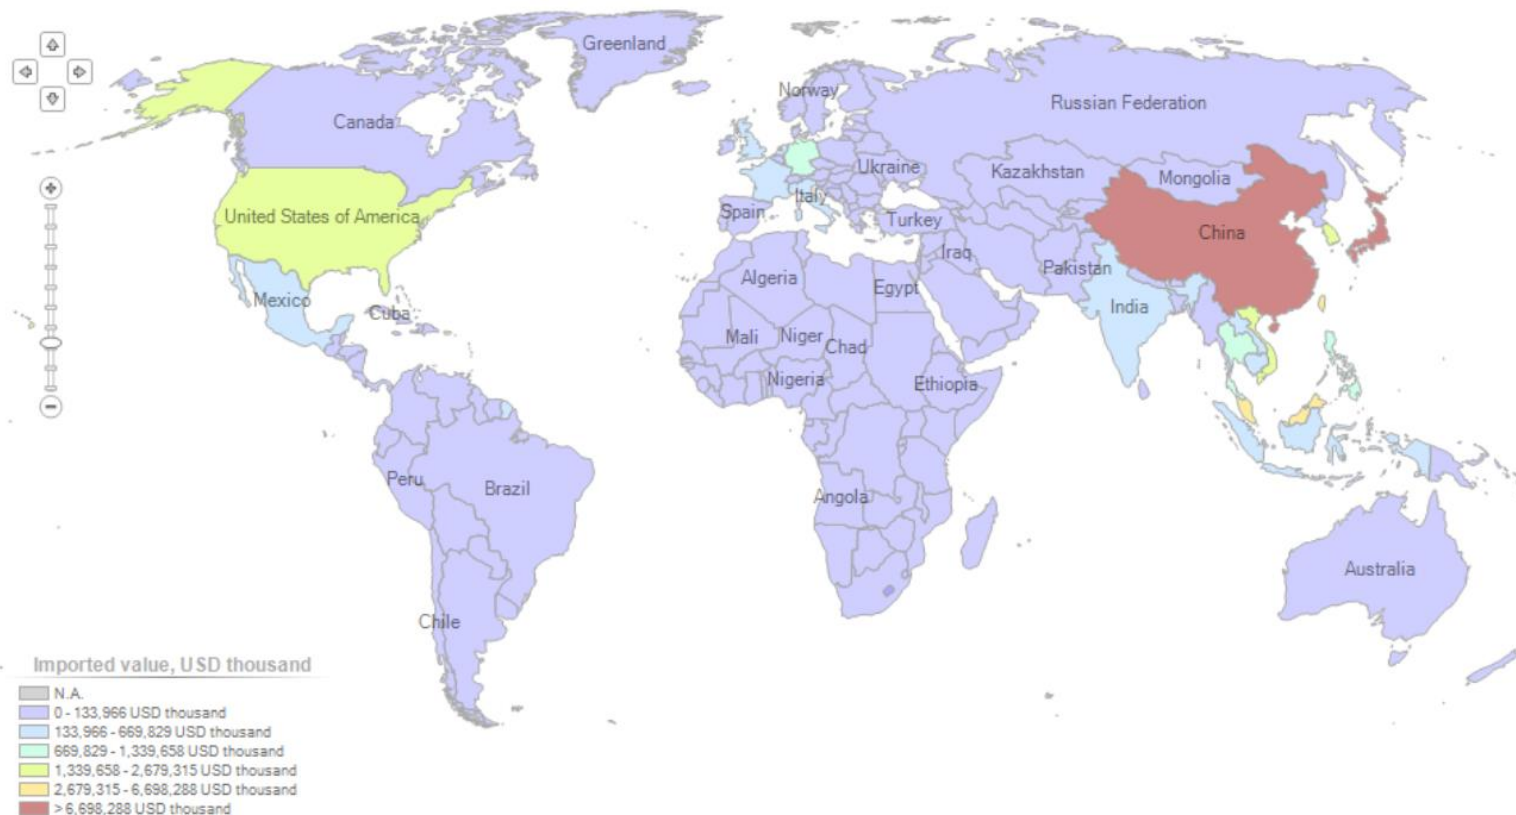 Greenland
Norway
Russian Federation
Canada
Ukraine
Kazakhstan
Mongolia
Italy
United States of America
Spain
Turkey
China
Iraq
Pakistan
Algeria
Egypt
India
Mexico
Cuba
Mali
Niger
Chad
Nigeria
Ethiopia
Peru
Brazil
Angola
Australia
Chile
Imported value, USD thousand
N.A.
0 - 133,966 USD thousand
133,966 - 669,829 USD thousand
669,829 - 1,339,658 USD thousand
1,339,658 - 2,679,315 USD thousand
2,679,315 - 6,698,288 USD thousand
> 6,698,288 USD thousand